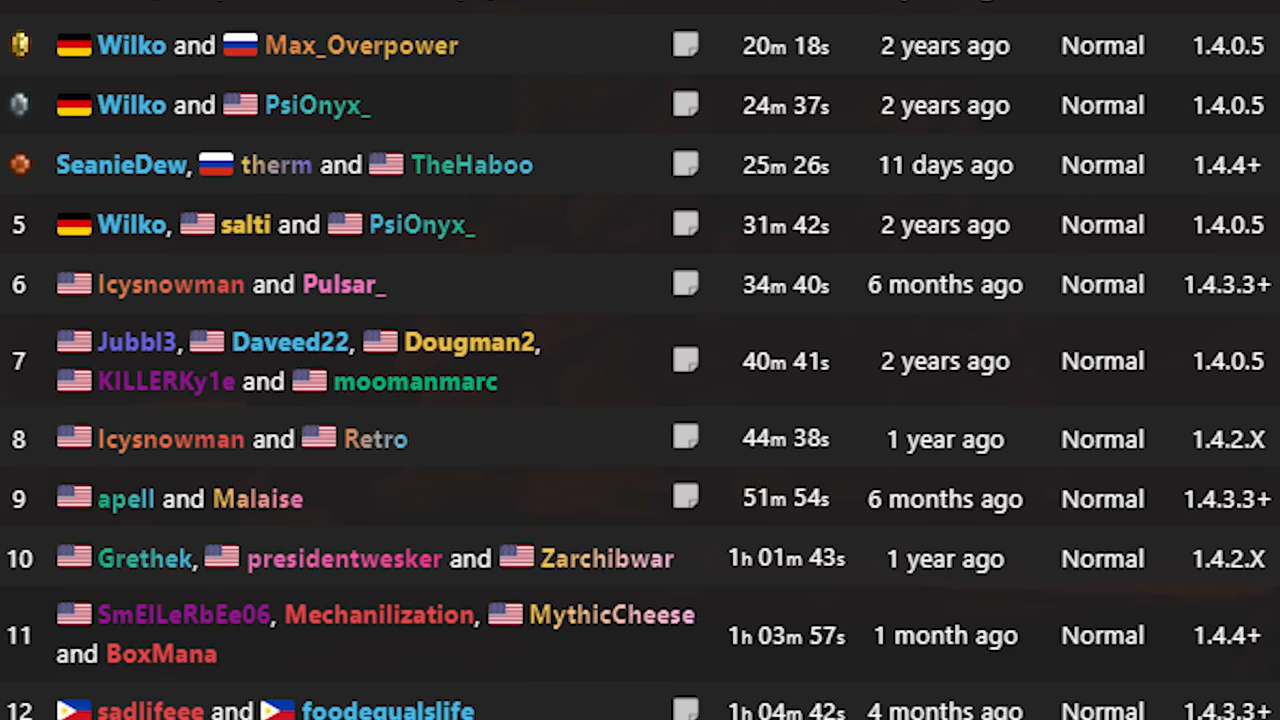 Wilko and Max_Overpower 20m 18s 2 years ago Normal 1.4.0.5
Wilko and PsiOnyx_ 24m 37s 2 years ago Normal 1.4.0.5
SeanieDew, therm and TheHaboo 25m 26s 11 days ago Normal 1.4.4+
5 Wilko, salti and PsiOnyx_ 31m 42s 2 years ago Normal 1.4.0.5
6 Icysnowman and Pulsar_ 34m 40s 6 months ago Normal 1.4.3.3+
Jubbl3, Daveed22, Dougman2,
7 40m 41s 2 years ago Normal 1.4.0.5
KILLERKy1e and moomanmarc
8 Icysnowman and Retro 44m 38s 1 year ago Normal 1.4.2.X
9 apell and Malaise 51m 54s 6 months ago Normal 1.4.3.3+
10 Grethek, presidentwesker and Zarchibwar 1h 01m 43s 1 year ago Normal 1.4.2.X
SmElLeRbEe06, Mechanilization, MythicCheese
11 1h 03m 57s 1 month ago Normal 1.4.4+
and BoxMana
12 sadlifeee and foodequalslife 1h 04m 42s 4 months ago Normal 1.4.3.3+